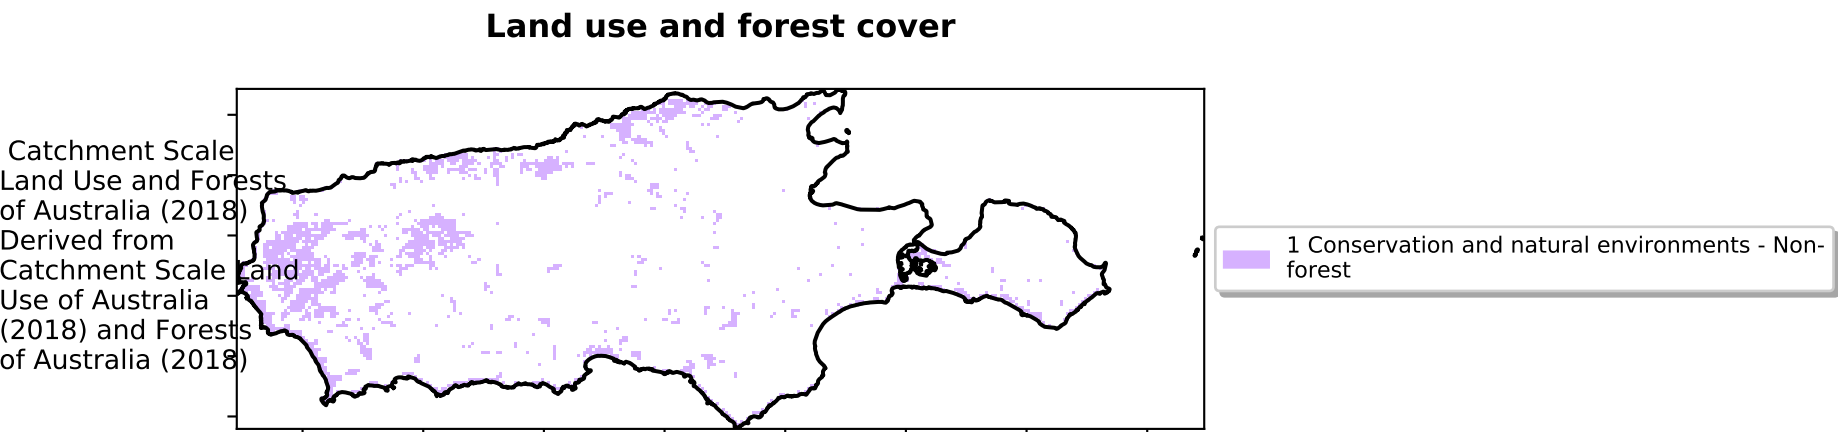 Land use and forest cover
Catchment Scale
Land Use and Forests
of Australia (2018)
Derived from
Catchment Scale Land
Use of Australia
(2018) and Forests
of Australia (2018)
1 Conservation and natural environments - Non-
forest